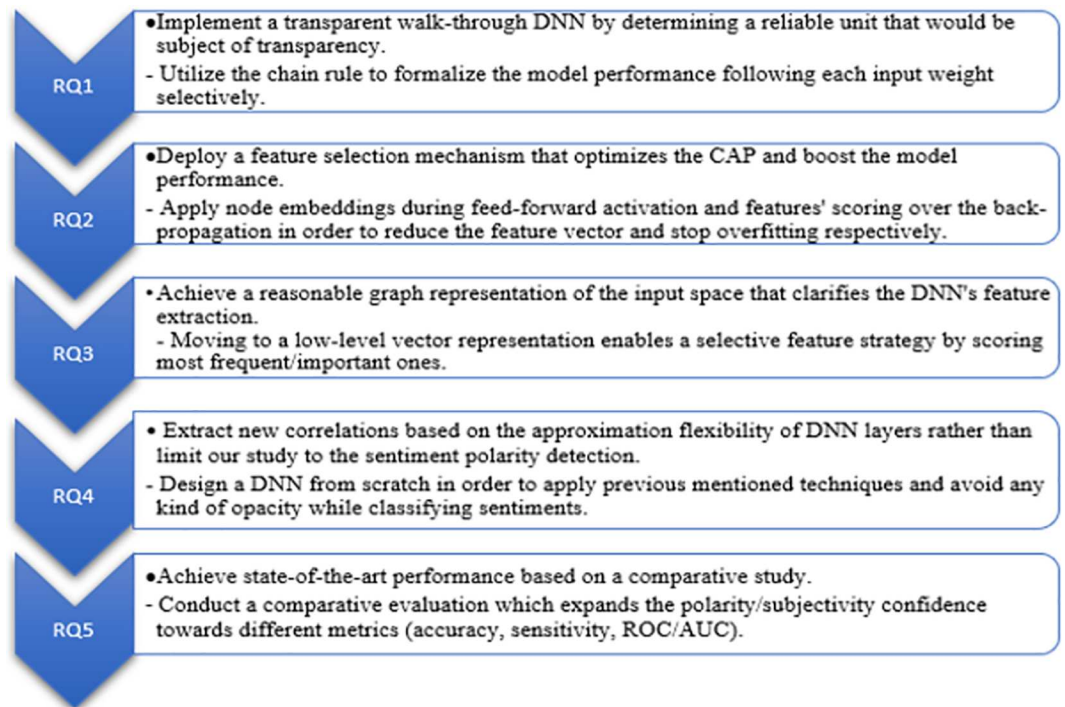 RQ1
•Implement a transparent walk-through DNN by determining a reliable unit that would be
subject of transparency.
- Utilize the chain rule to formalize the model performance following each input weight
selectively.
RQ2
•Deploy a feature selection mechanism that optimizes the CAP and boost the model
performance.
- Apply node embeddings during feed-forward activation and features' scoring over the back-
propagation in order to reduce the feature vector and stop overfitting respectively.
RQ3
•Achieve a reasonable graph representation of the input space that clarifies the DNN's feature
extraction.
- Moving to a low-level vector representation enables a selective feature strategy by scoring
most frequent/important ones.
RQ4
• Extract new correlations based on the approximation flexibility of DNN layers rather than
limit our study to the sentiment polarity detection.
- Design a DNN from scratch in order to apply previous mentioned techniques and avoid any
kind of opacity while classifying sentiments.
RQ5
•Achieve state-of-the-art performance based on a comparative study.
- Conduct a comparative evaluation which expands the polarity/subjectivity confidence
towards different metrics (accuracy, sensitivity, ROC/AUC).